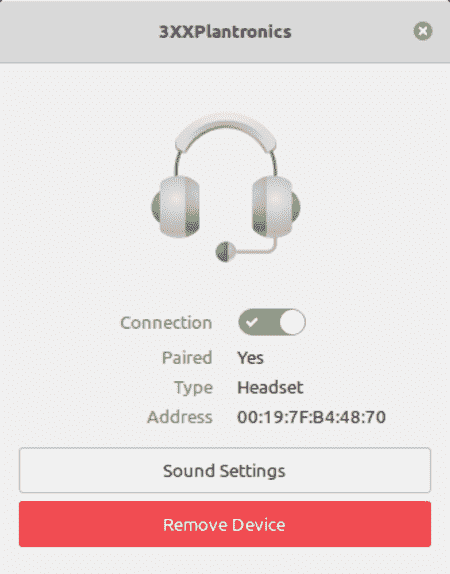 3XXPlantronics
Connection
Paired Yes
Type Headset
Address 00:19:7F:B4:48:70
Sound Settings
Remove Device